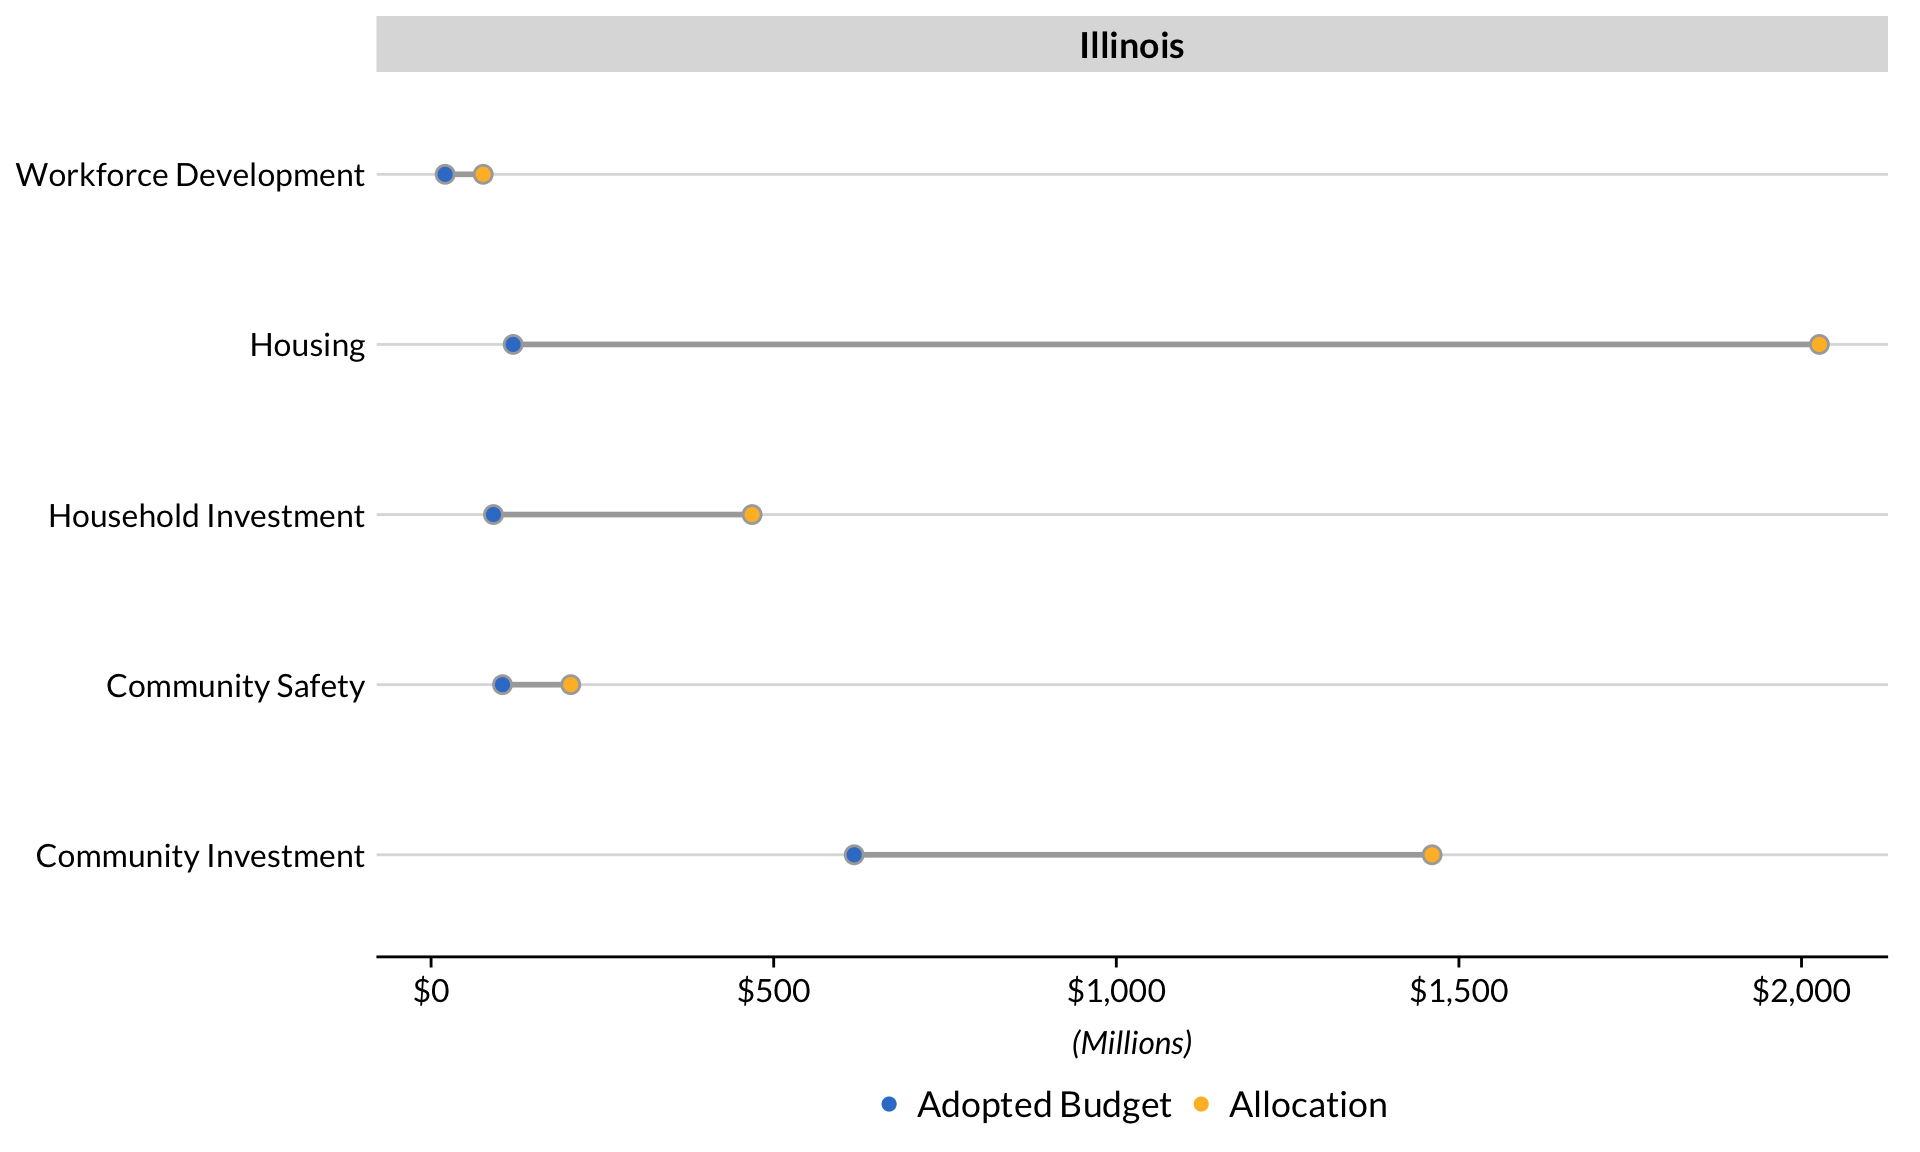 Illinois
Workforce Development
Housing
Household Investment
Community Safety
Community Investment
$0 $500 $1,000 $1,500 $2,000
(Millions)
Adopted Budget Allocation